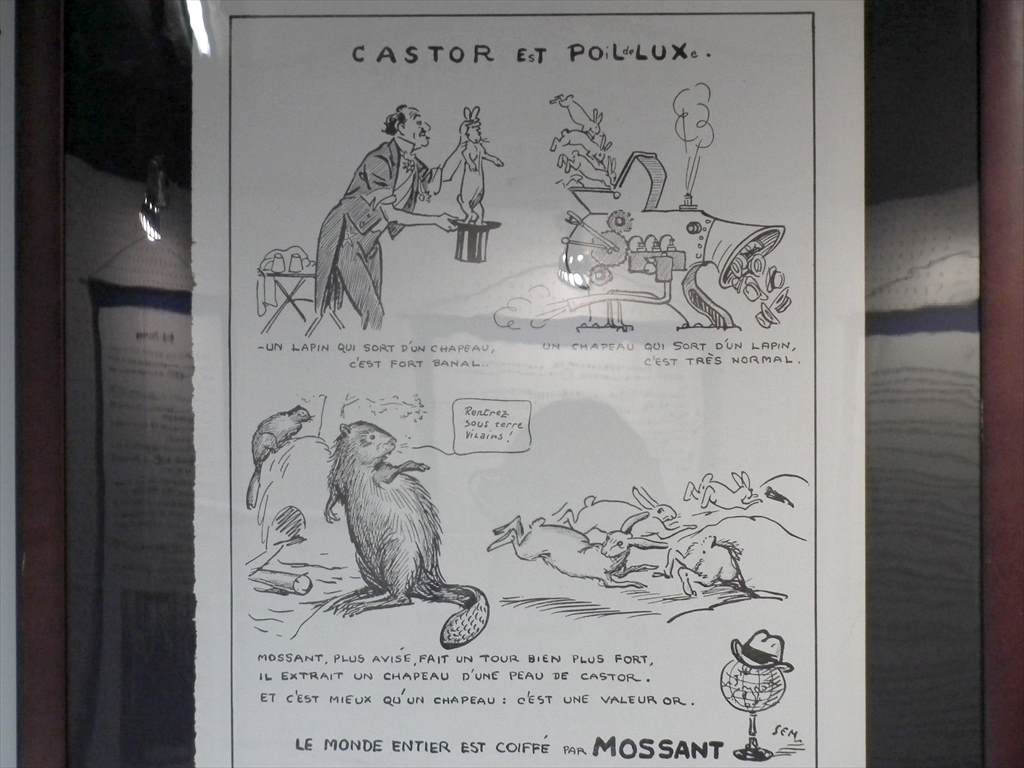 CASTOR EST POIL de LUXe.
-UN LAPIN QUI SORT D'UN CHAPEAU,
C'EST FORT BANAL..
UN CHAPEAU QUI SORT D'UN LAPIN,
C'EST TRÈS NORMAL.
Rentrez
sous terre
Vilains!
MOSSANT, PLUS AVISÉ, FAIT UN TOUR BIEN PLUS FORT,
IL EXTRAIT UN CHAPEAU D'UNE PEAU DE CASTOR.
ET C'EST MIEUX QU'UN CHAPEAU : C'EST UNE VALEUR OR.
SEM
LE MONDE ENTIER EST COIFFÉ PAR MOSSANT